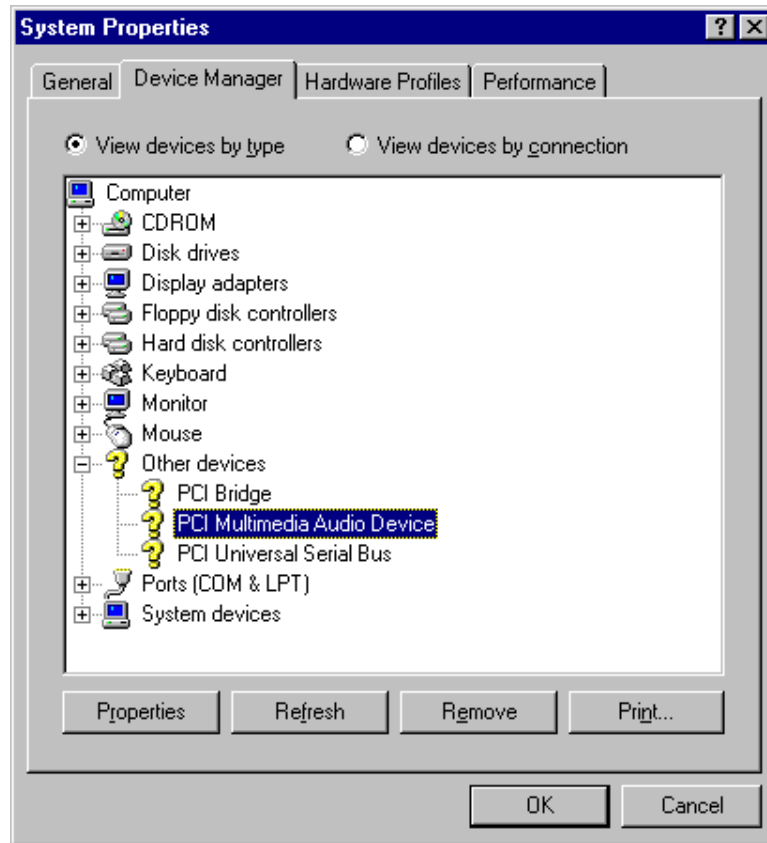 System Properties
General Device Manager Hardware Profiles Performance
View devices by type View devices by connection
Computer
CDROM
Disk drives
Display adapters
Floppy disk controllers
Hard disk controllers
Keyboard
Monitor
Mouse
Other devices
PCI Bridge
PCI Multimedia Audio Device
PCI Universal Serial Bus
Ports (COM & LPT)
System devices
Properties Refresh Remove Print...
OK Cancel